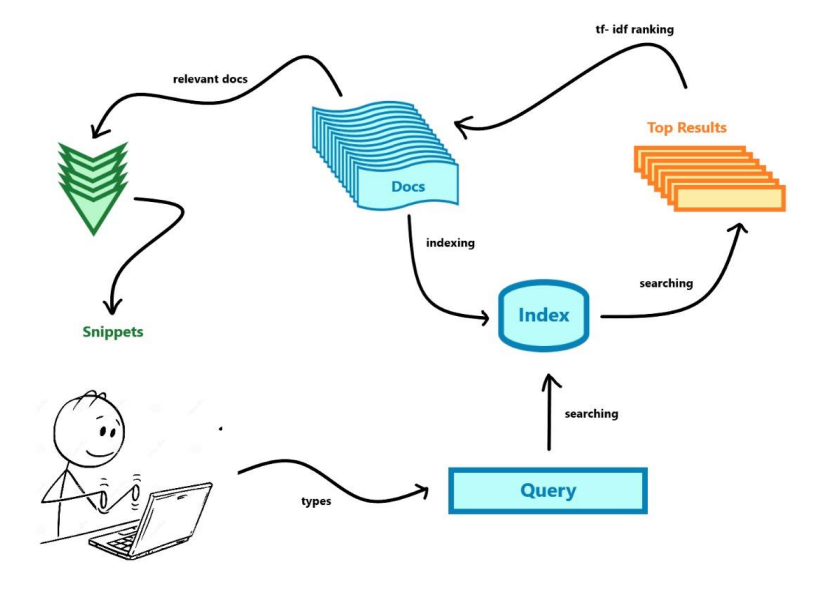 tf- idf ranking
relevant docs
Top Results
Docs
indexing
searching
Index
Snippets
searching
Query
types